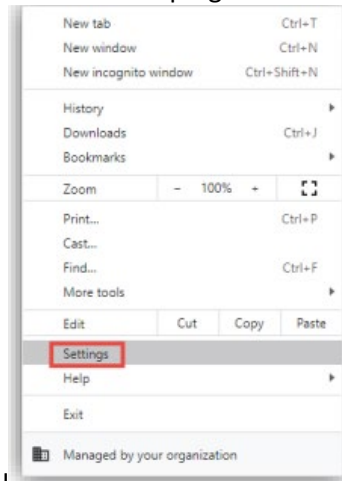 New tab Ctrl+T
New window Ctrl+N
New incognito window Ctrl+Shift+N
History
Downloads Ctrl+J
Bookmarks
Zoom - 100% +
Print... Ctrl+P
Cast...
Find... Ctrl+F
More tools
Edit Cut Copy Paste
Settings
Help
Exit
Managed by your organization